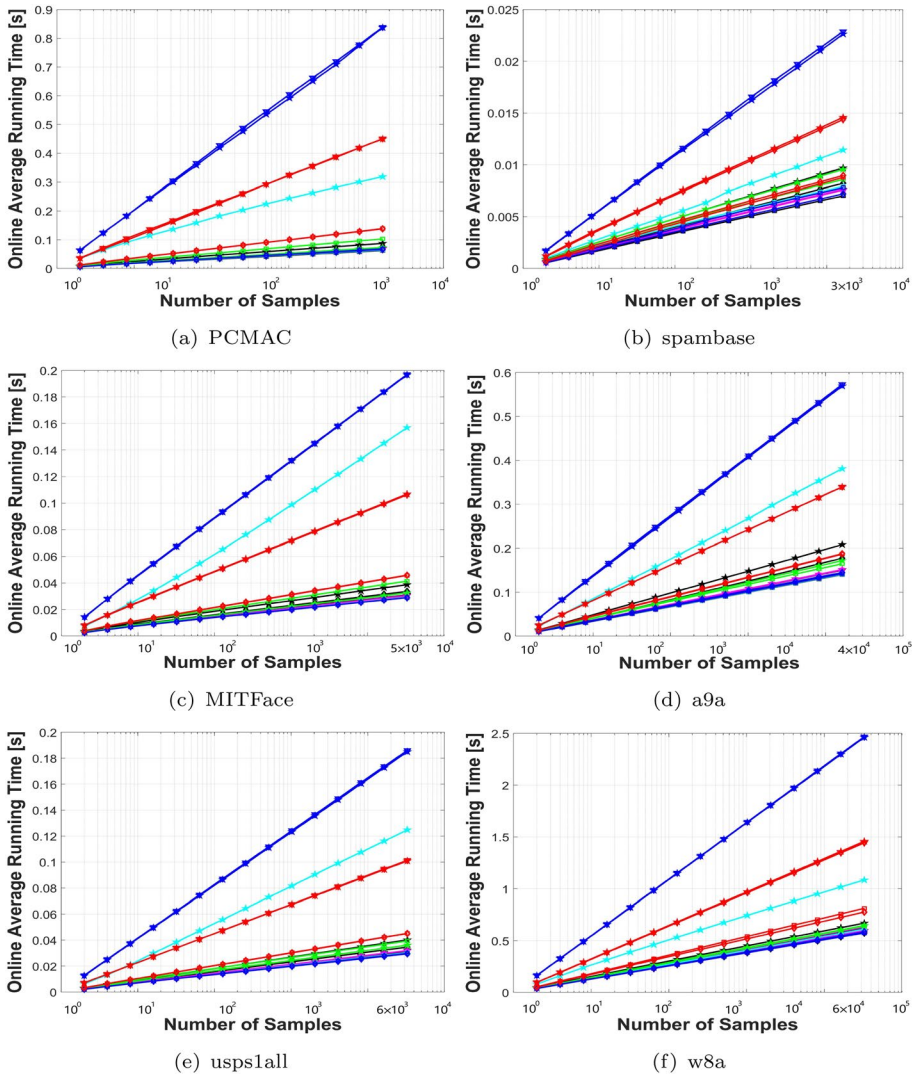 Online Average Running Time [s]
0.9
0.8
0.7
0.6
0.5
0.4
0.3
0.2
0.1
0
10^0 10^1 10^2 10^3 10^4
Number of Samples
(a) PCMAC
Online Average Running Time [s]
0.025
0.02
0.015
0.01
0.005
0
10^0 10^1 10^2 10^3 3×10^3
Number of Samples
(b) spambase
Online Average Running Time [s]
0.2
0.18
0.16
0.14
0.12
0.1
0.08
0.06
0.04
0.02
0
10^0 10^1 10^2 10^3 5×10^3 10^4
Number of Samples
(c) MITFace
Online Average Running Time [s]
0.6
0.5
0.4
0.3
0.2
0.1
0
10^0 10^1 10^2 10^3 10^4 4×10^4 10^5
Number of Samples
(d) a9a
Online Average Running Time [s]
0.2
0.18
0.16
0.14
0.12
0.1
0.08
0.06
0.04
0.02
0
10^0 10^1 10^2 10^3 6×10^3 10^4
Number of Samples
(e) usps1all
Online Average Running Time [s]
2.5
2
1.5
1
0.5
0
10^0 10^1 10^2 10^3 10^4 6×10^4 10^5
Number of Samples
(f) w8a